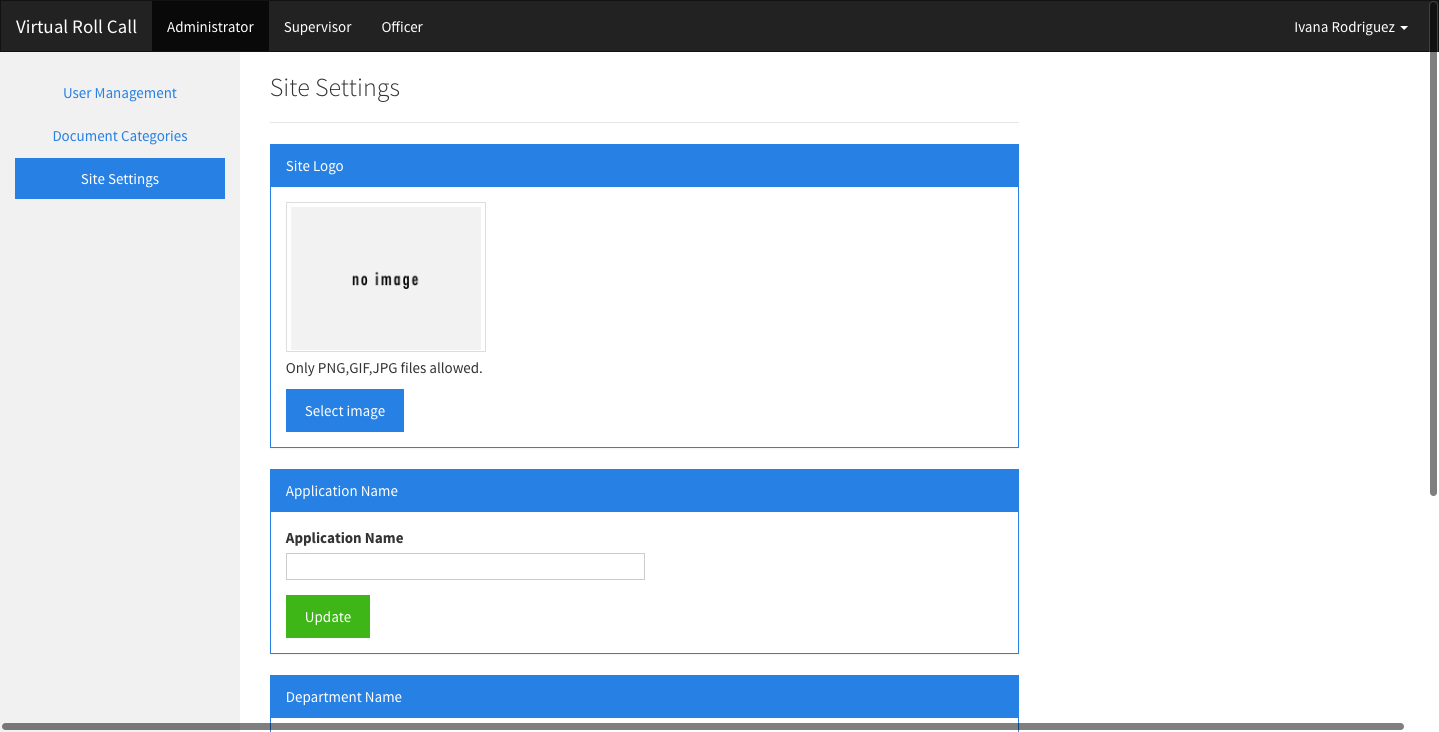 Virtual Roll Call Administrator Supervisor Officer Ivana Rodriguez
User Management
Document Categories
Site Settings
Site Settings
Site Logo
no image
Only PNG,GIF,JPG files allowed.
Select image
Application Name
Application Name
Update
Department Name